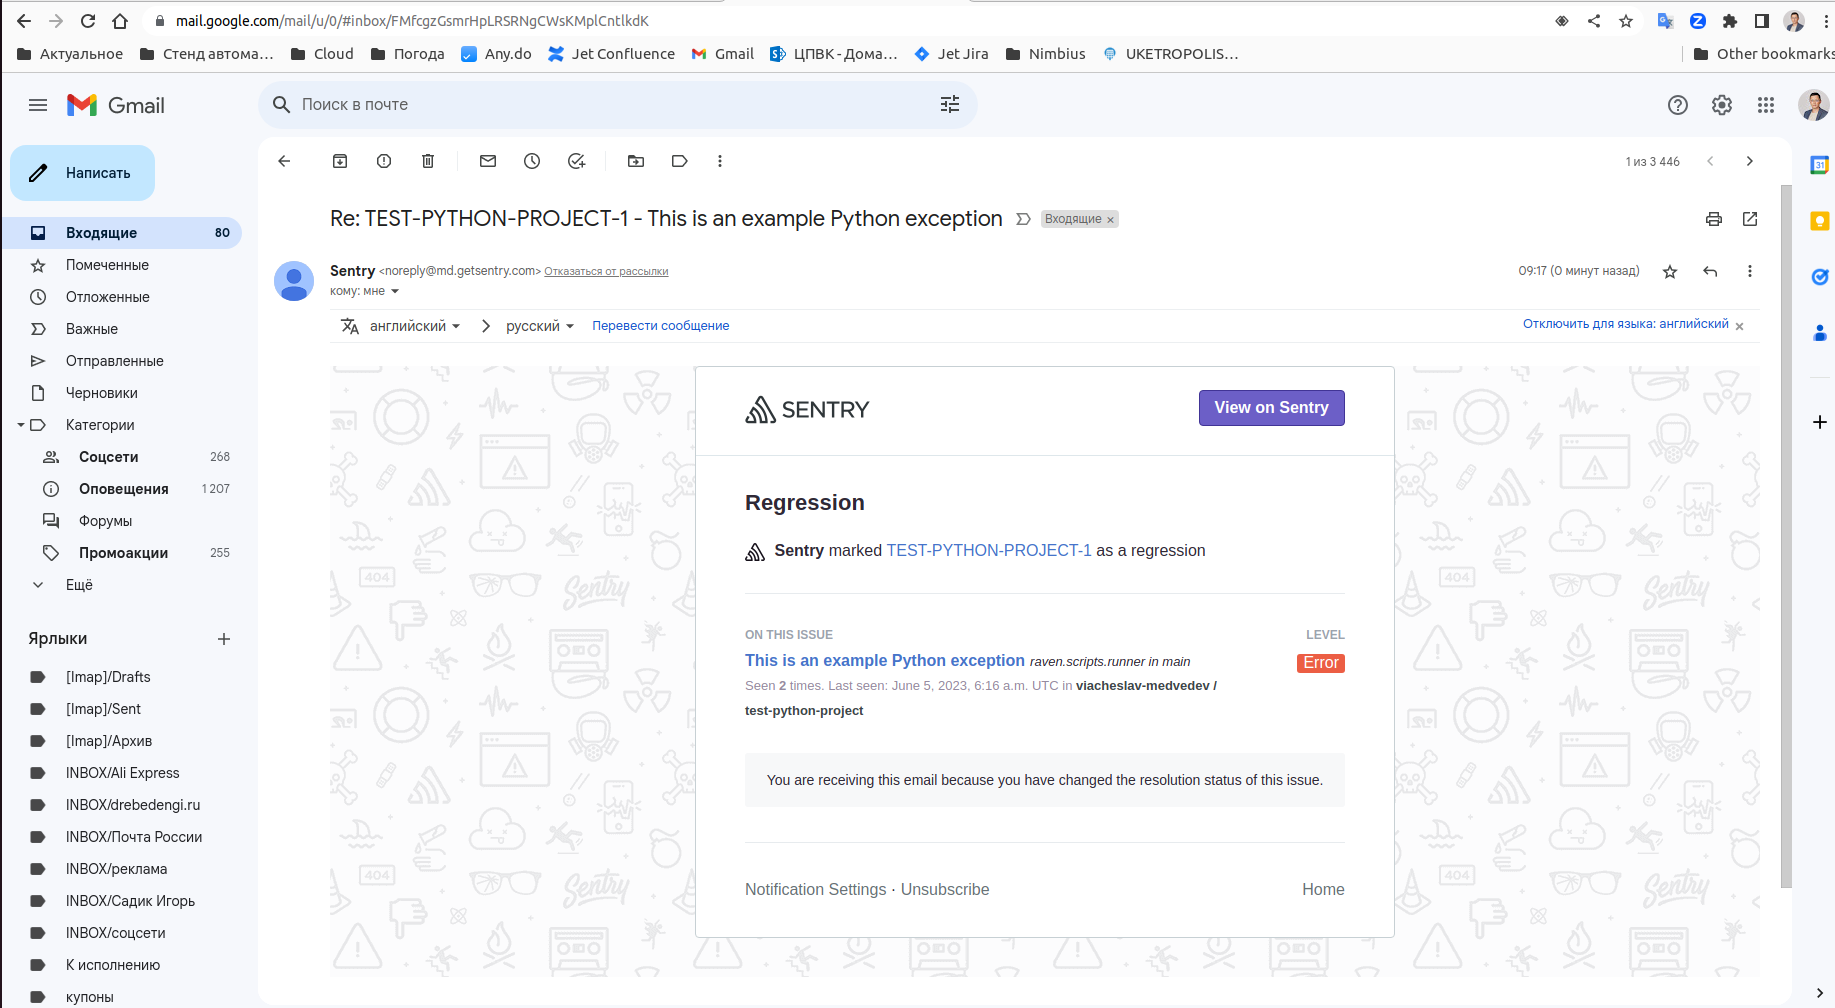 mail.google.com/mail/u/0/#inbox/FMfcgzGsmrHpLRSRNgCWsKMplCntlkdK
Актуальное
Стенд автома...
Cloud
Погода
Any.do
Jet Confluence
Gmail
ЦПВК - Дома...
Jet Jira
Nimbius
UKETROPOLIS...
Other bookmarks
Gmail
Поиск в почте
Написать
Входящие 80
Помеченные
Отложенные
Важные
Отправленные
Черновики
Категории
Соцсети 268
Оповещения 1 207
Форумы
Промоакции 255
Ещё
Ярлыки
[Imap]/Drafts
[Imap]/Sent
[Imap]/Архив
INBOX/Ali Express
INBOX/drebedengi.ru
INBOX/Почта России
INBOX/реклама
INBOX/Садик Игорь
INBOX/соцсети
К исполнению
купоны
1 из 3 446
Re: TEST-PYTHON-PROJECT-1 - This is an example Python exception
Входящие ×
Sentry <noreply@md.getsentry.com> Отказаться от рассылки
09:17 (0 минут назад)
кому: мне
английский > русский Перевести сообщение
Отключить для языка: английский ×
SENTRY
View on Sentry
Regression
Sentry marked TEST-PYTHON-PROJECT-1 as a regression
ON THIS ISSUE LEVEL
This is an example Python exception raven.scripts.runner in main Error
Seen 2 times. Last seen: June 5, 2023, 6:16 a.m. UTC in viacheslav-medvedev /
test-python-project
You are receiving this email because you have changed the resolution status of this issue.
Notification Settings · Unsubscribe Home
404
Sentry
404
Sentry
404
Sentry
404
Sentry
31